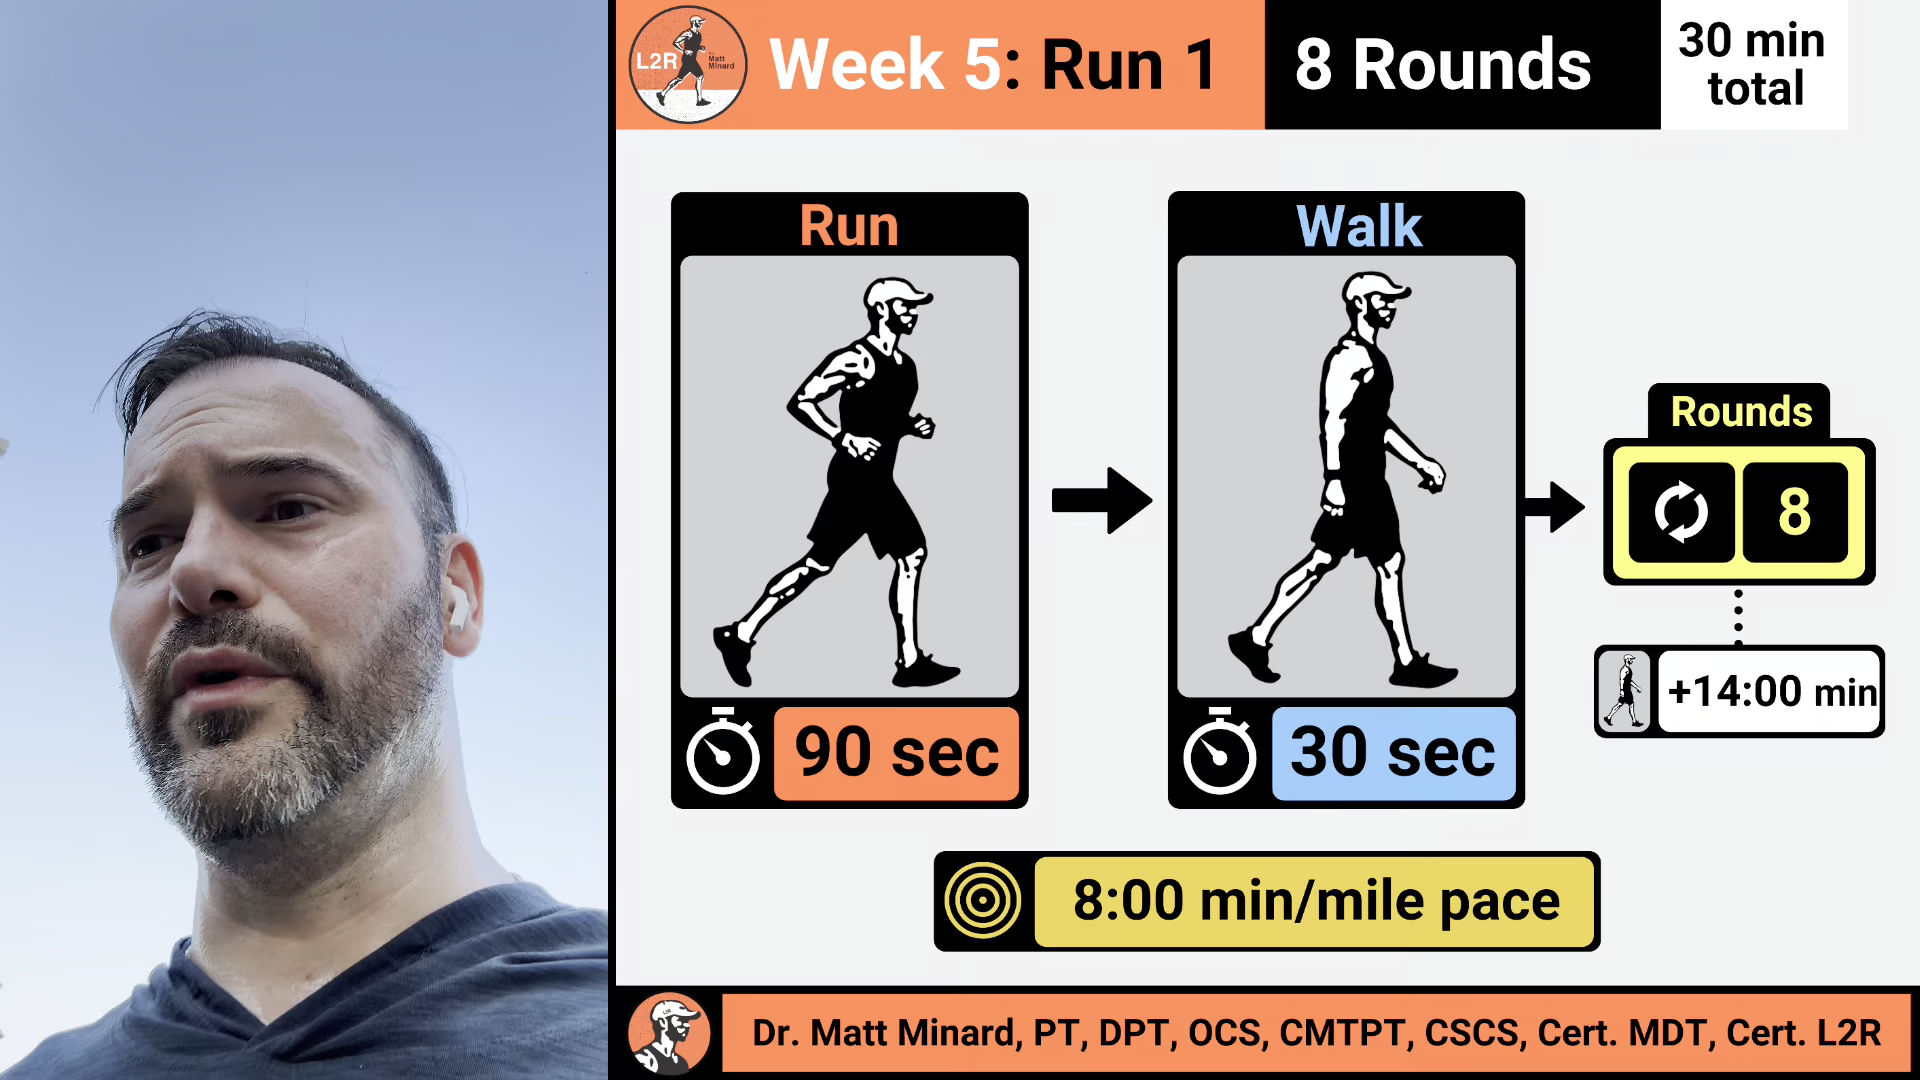 L2R
Matt
Minard
Week 5: Run 1
8 Rounds
30 min
total
Run
Walk
Rounds
8
+14:00 min
90 sec
30 sec
8:00 min/mile pace
Dr. Matt Minard, PT, DPT, OCS, CMTPT, CSCS, Cert. MDT, Cert. L2R